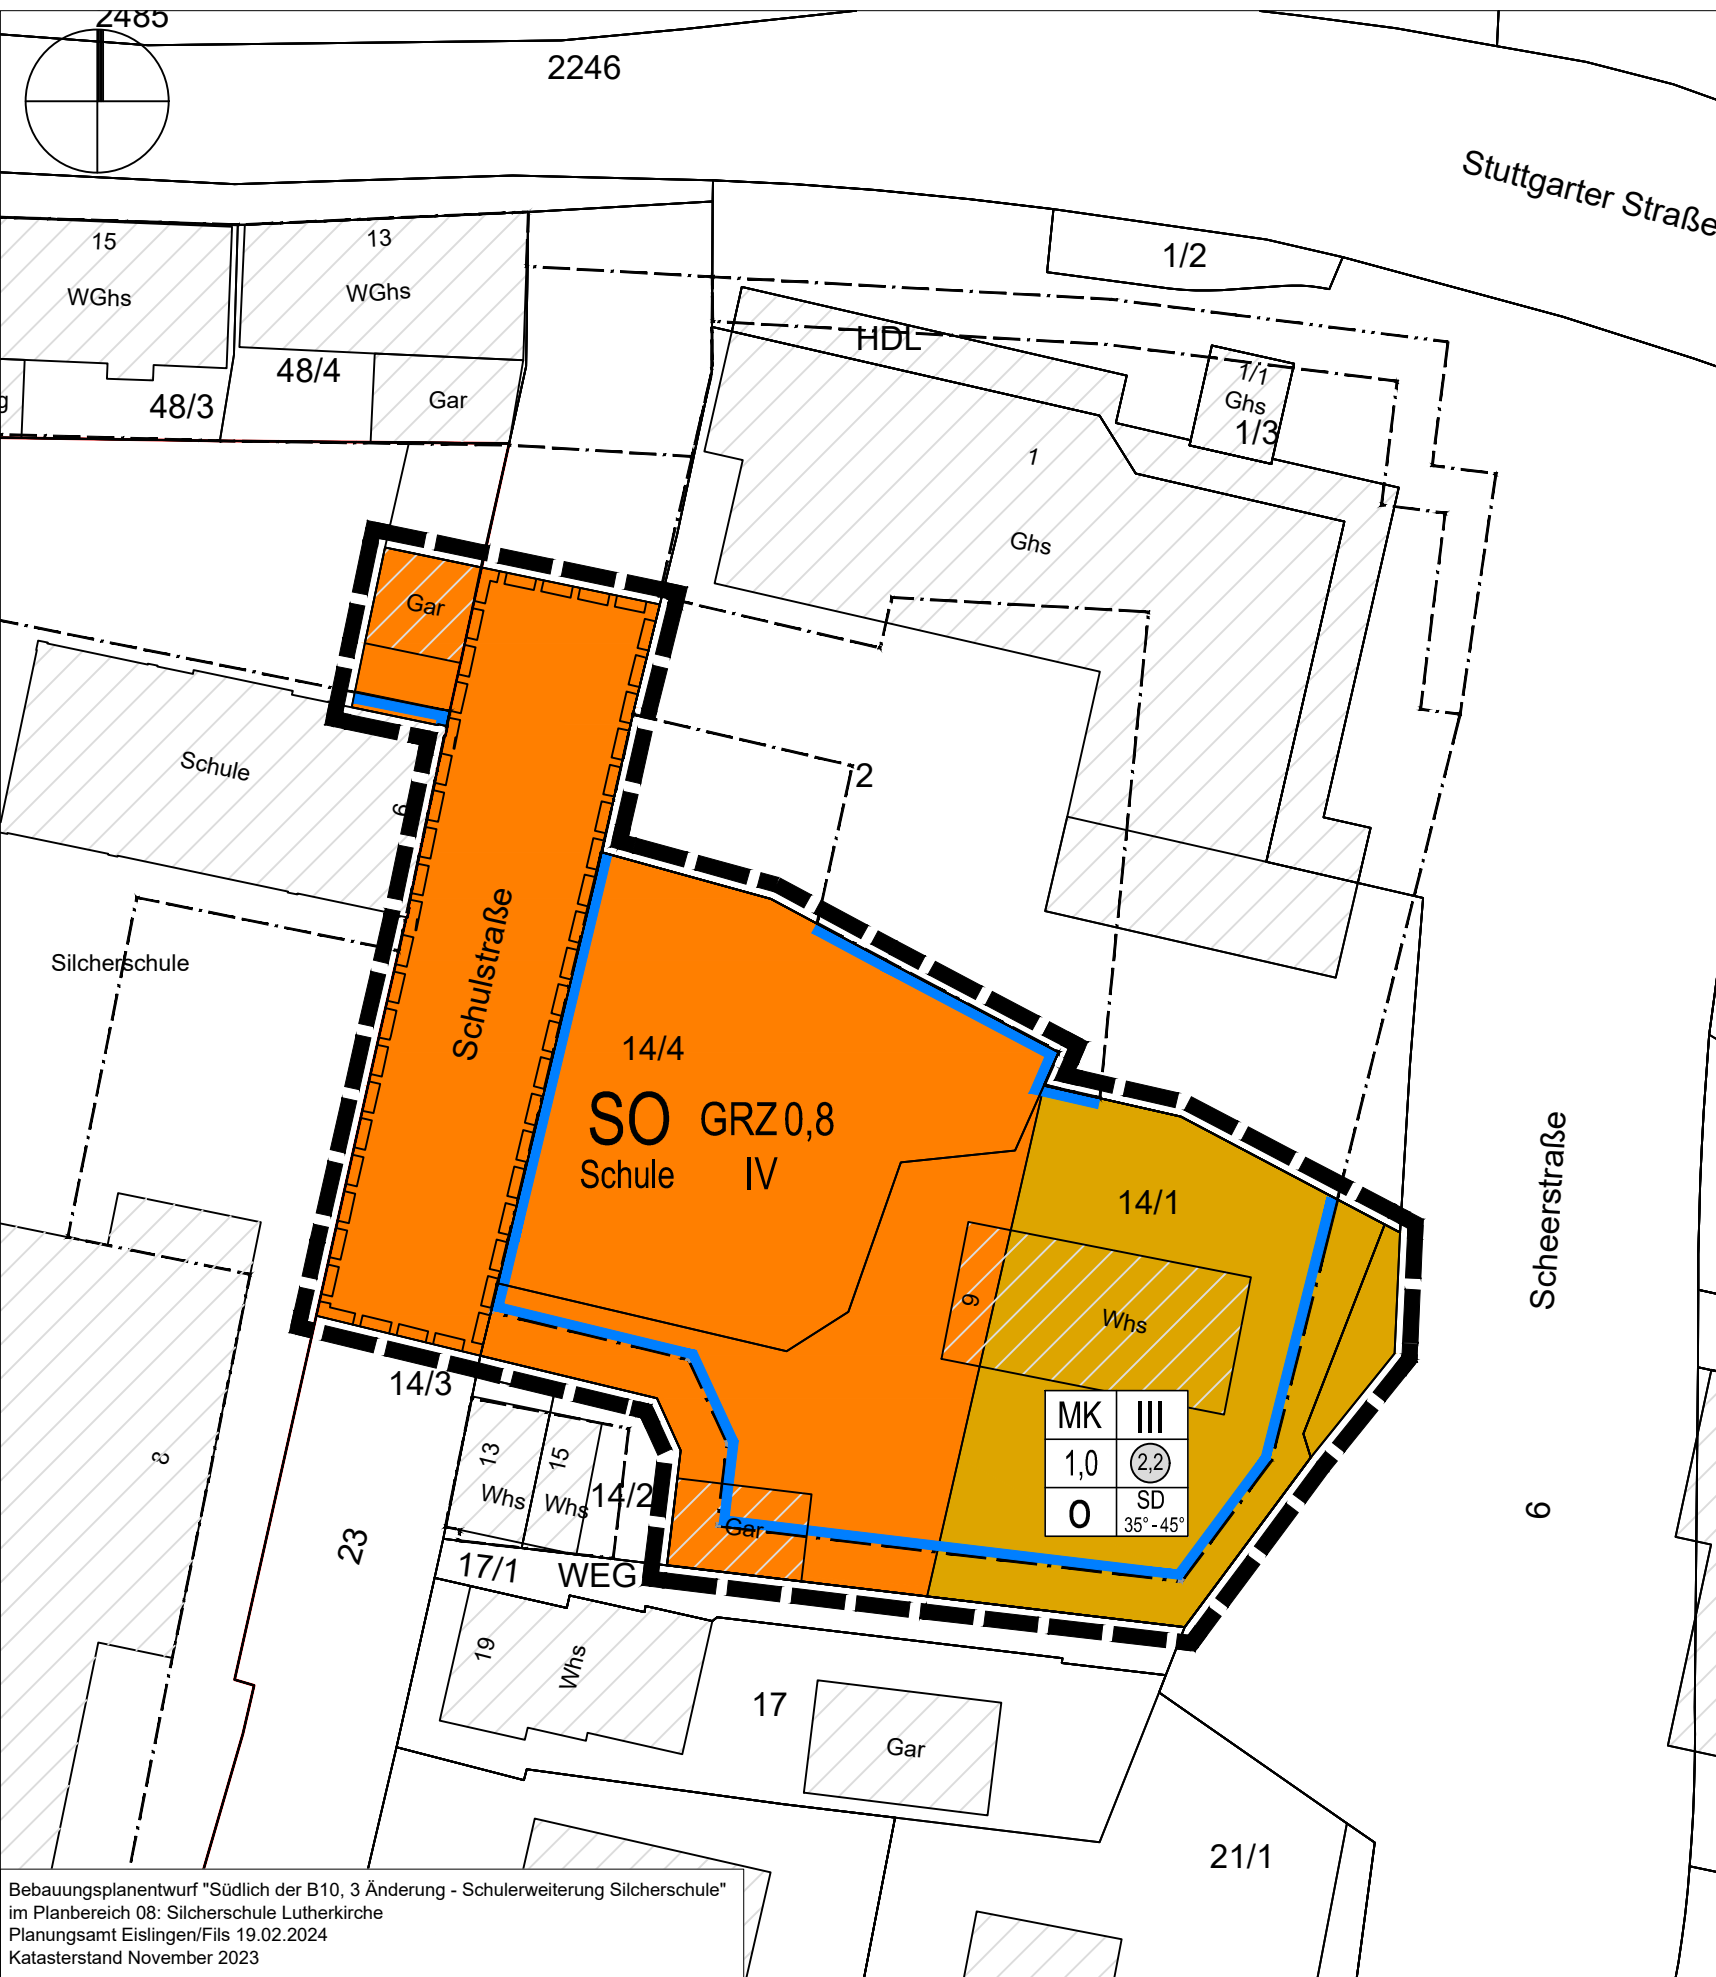 2485
2246
Stuttgarter Straße
15
WGhs
13
WGhs
1/2
HDL
48/4
48/3
Gar
1/1
Ghs
1/3
1
Ghs
Gar
Schule
6
2
Silcherschule
Schulstraße
14/4
SO GRZ 0,8
Schule IV
14/1
9
Whs
Scheerstraße
MK III
1,0 2,2
O SD
35° - 45°
14/3
13
Whs
15
Whs
14/2
Gar
8
23
17/1
WEG
6
19
Whs
17
Gar
21/1
Bebauungsplanentwurf "Südlich der B10, 3 Änderung - Schulerweiterung Silcherschule"
im Planbereich 08: Silcherschule Lutherkirche
Planungsamt Eislingen/Fils 19.02.2024
Katasterstand November 2023